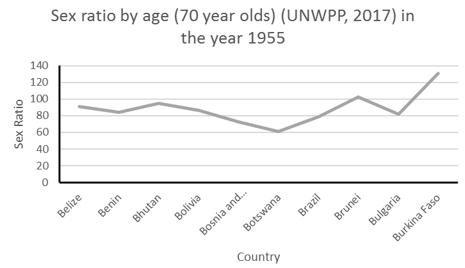 Sex ratio by age (70 year olds) (UNWPP, 2017) in
the year 1955
140
120
100
80
60
40
20
0
Sex Ratio
Belize
Benin
Bhutan
Bolivia
Bosnia and...
Botswana
Brazil
Brunei
Bulgaria
Burkina Faso
Country